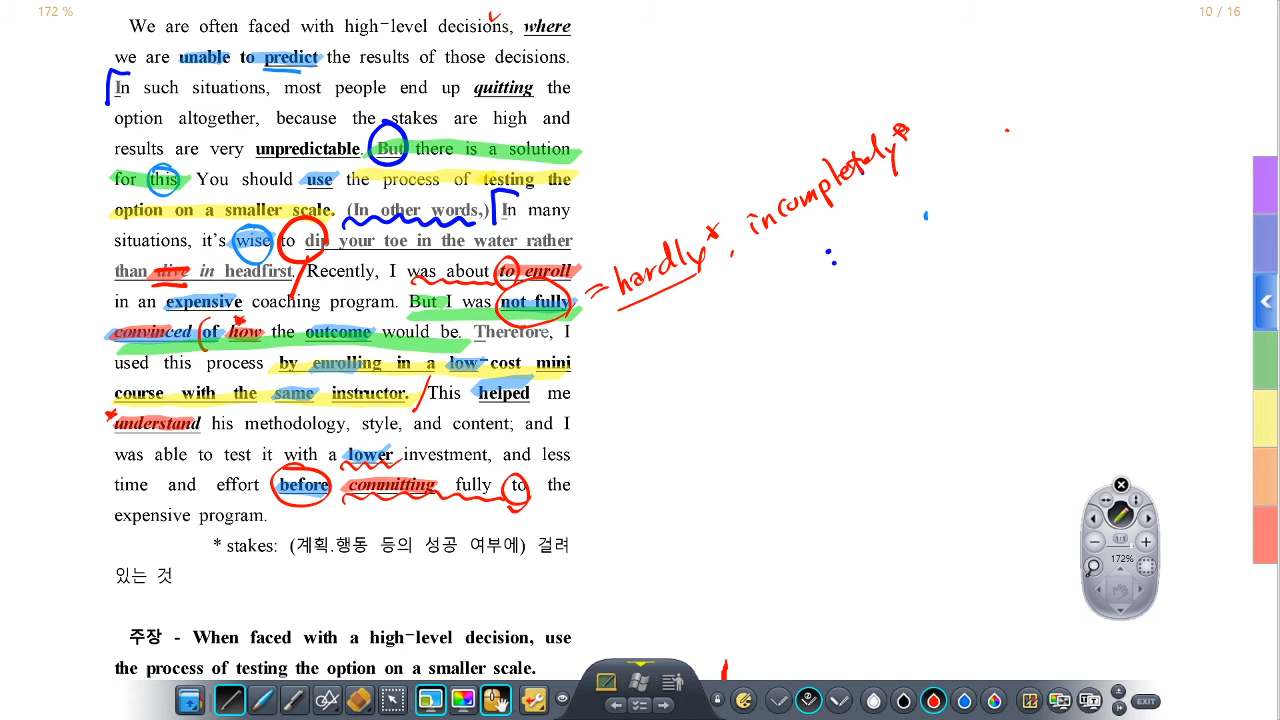 172 %
10 / 16
We are often faced with high-level decisions, where
we are unable to predict the results of those decisions.
In such situations, most people end up quitting the
option altogether, because the stakes are high and
results are very unpredictable. But there is a solution
for this. You should use the process of testing the
option on a smaller scale. (In other words,) In many
situations, it's wise to dip your toe in the water rather
than dive in headfirst. Recently, I was about to enroll
in an expensive coaching program. But I was not fully
= hardly*, incompletely*
convinced of how the outcome would be. Therefore, I
used this process by enrolling in a low-cost mini
course with the same instructor. This helped me
understand his methodology, style, and content; and I
was able to test it with a lower investment, and less
time and effort before committing fully to the
expensive program.
* stakes: (계획.행동 등의 성공 여부에) 걸려
있는 것
주장 - When faced with a high-level decision, use
the process of testing the option on a smaller scale.
1:1
172%
EXIT